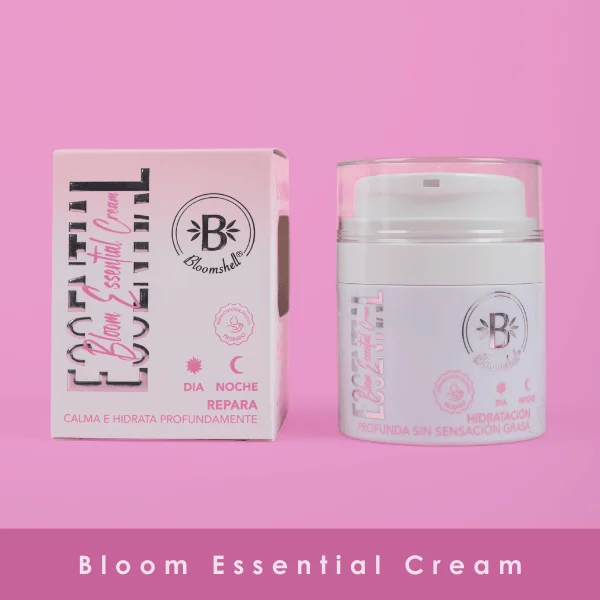 ESSENTIAL
Bloom Essential Cream
B
Bloomshell®
DIA NOCHE
REPARA
CALMA E HIDRATA PROFUNDAMENTE
ESSENTIAL
Bloom Essential Cream
B
Bloomshell
DIA NOCHE
HIDRATACIÓN
PROFUNDA SIN SENSACIÓN GRASA
Bloom Essential Cream